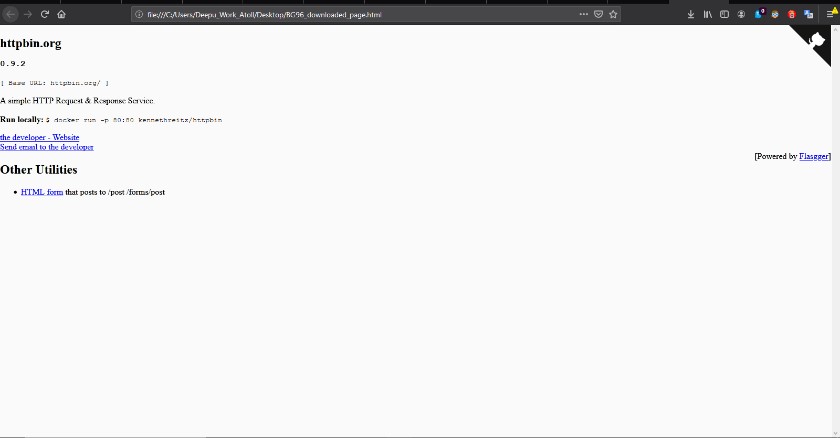 file:///C:/Users/Deepu_Work_Atoll/Desktop/BG96_downloaded_page.html
httpbin.org
0.9.2
[ Base URL: httpbin.org/ ]
A simple HTTP Request & Response Service.
Run locally: $ docker run -p 80:80 kennethreitz/httpbin
the developer - Website
Send email to the developer
[Powered by Flasgger]
Other Utilities
• HTML form that posts to /post /forms/post